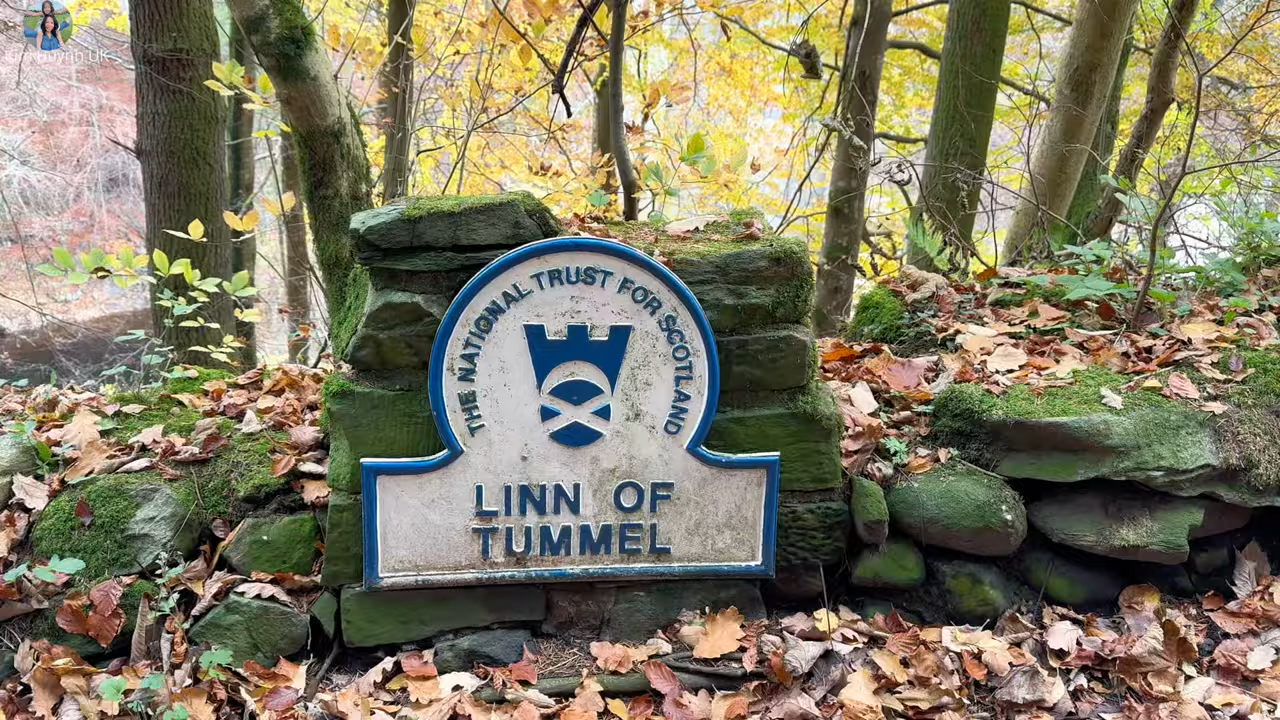 THE NATIONAL TRUST FOR SCOTLAND
LINN OF
TUMMEL